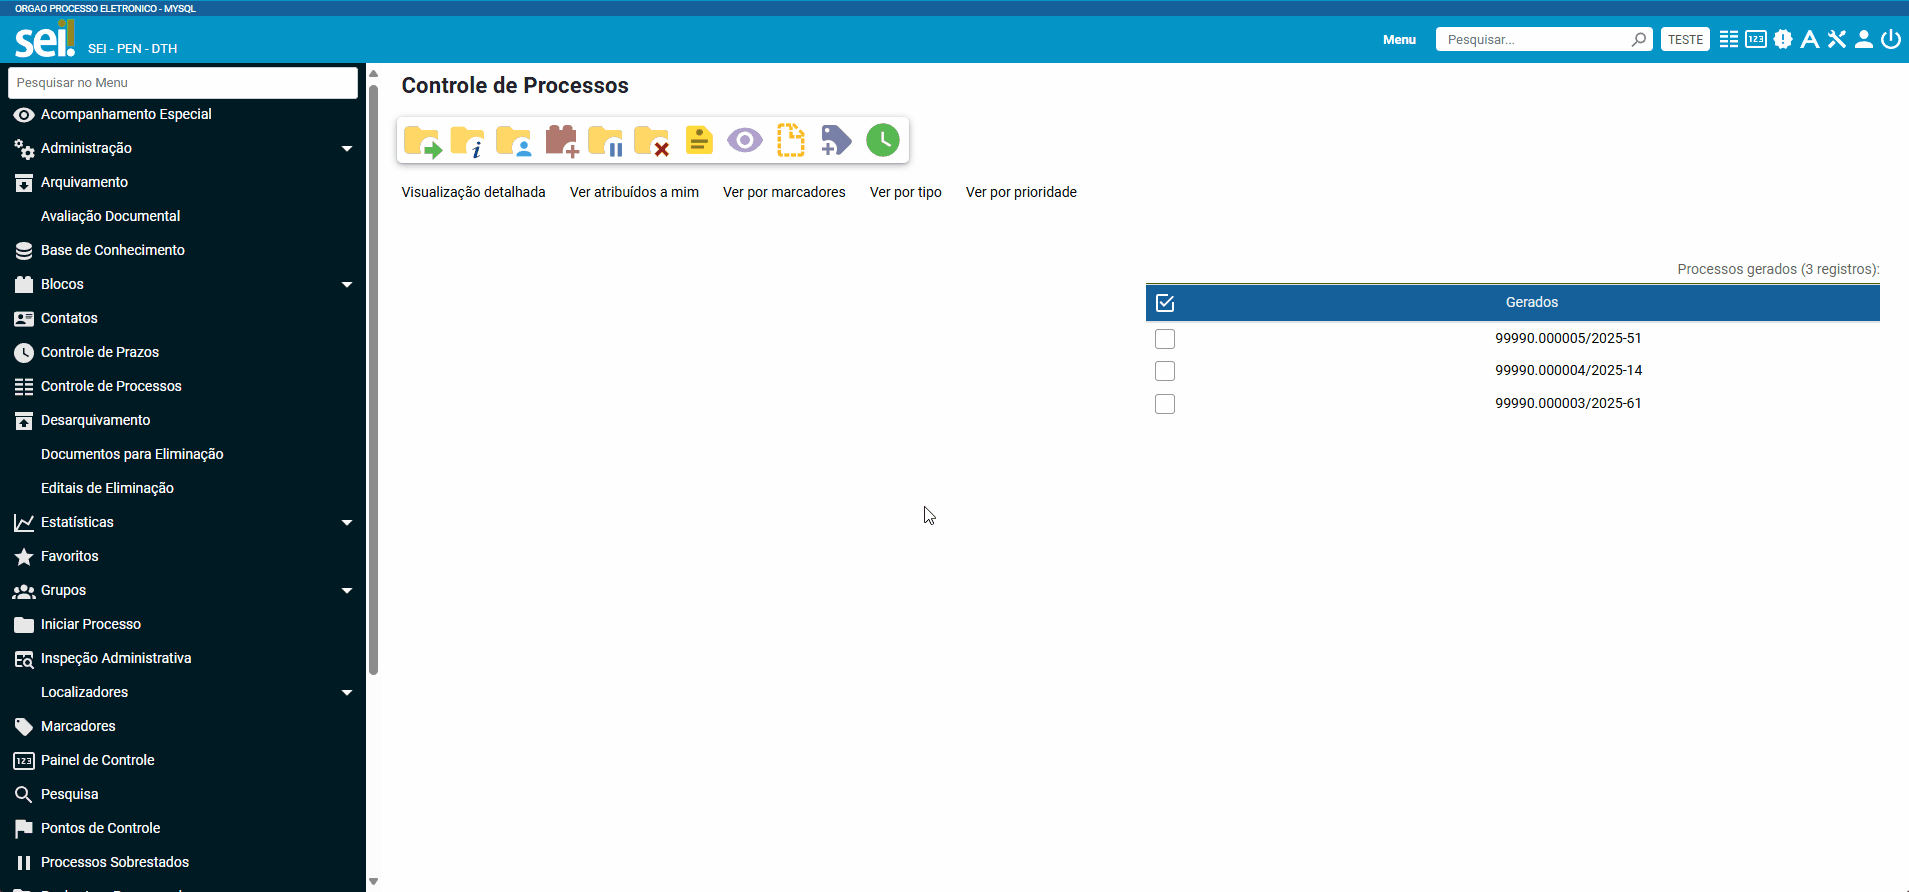 ORGAO PROCESSO ELETRONICO - MYSQL
sei!
SEI - PEN - DTH
Menu
Pesquisar...
TESTE
123
Pesquisar no Menu
Acompanhamento Especial
Administração
Arquivamento
Avaliação Documental
Base de Conhecimento
Blocos
Contatos
Controle de Prazos
Controle de Processos
Desarquivamento
Documentos para Eliminação
Editais de Eliminação
Estatísticas
Favoritos
Grupos
Iniciar Processo
Inspeção Administrativa
Localizadores
Marcadores
123 Painel de Controle
Pesquisa
Pontos de Controle
Processos Sobrestados
Controle de Processos
Visualização detalhada Ver atribuídos a mim Ver por marcadores Ver por tipo Ver por prioridade
Processos gerados (3 registros):
Gerados
99990.000005/2025-51
99990.000004/2025-14
99990.000003/2025-61